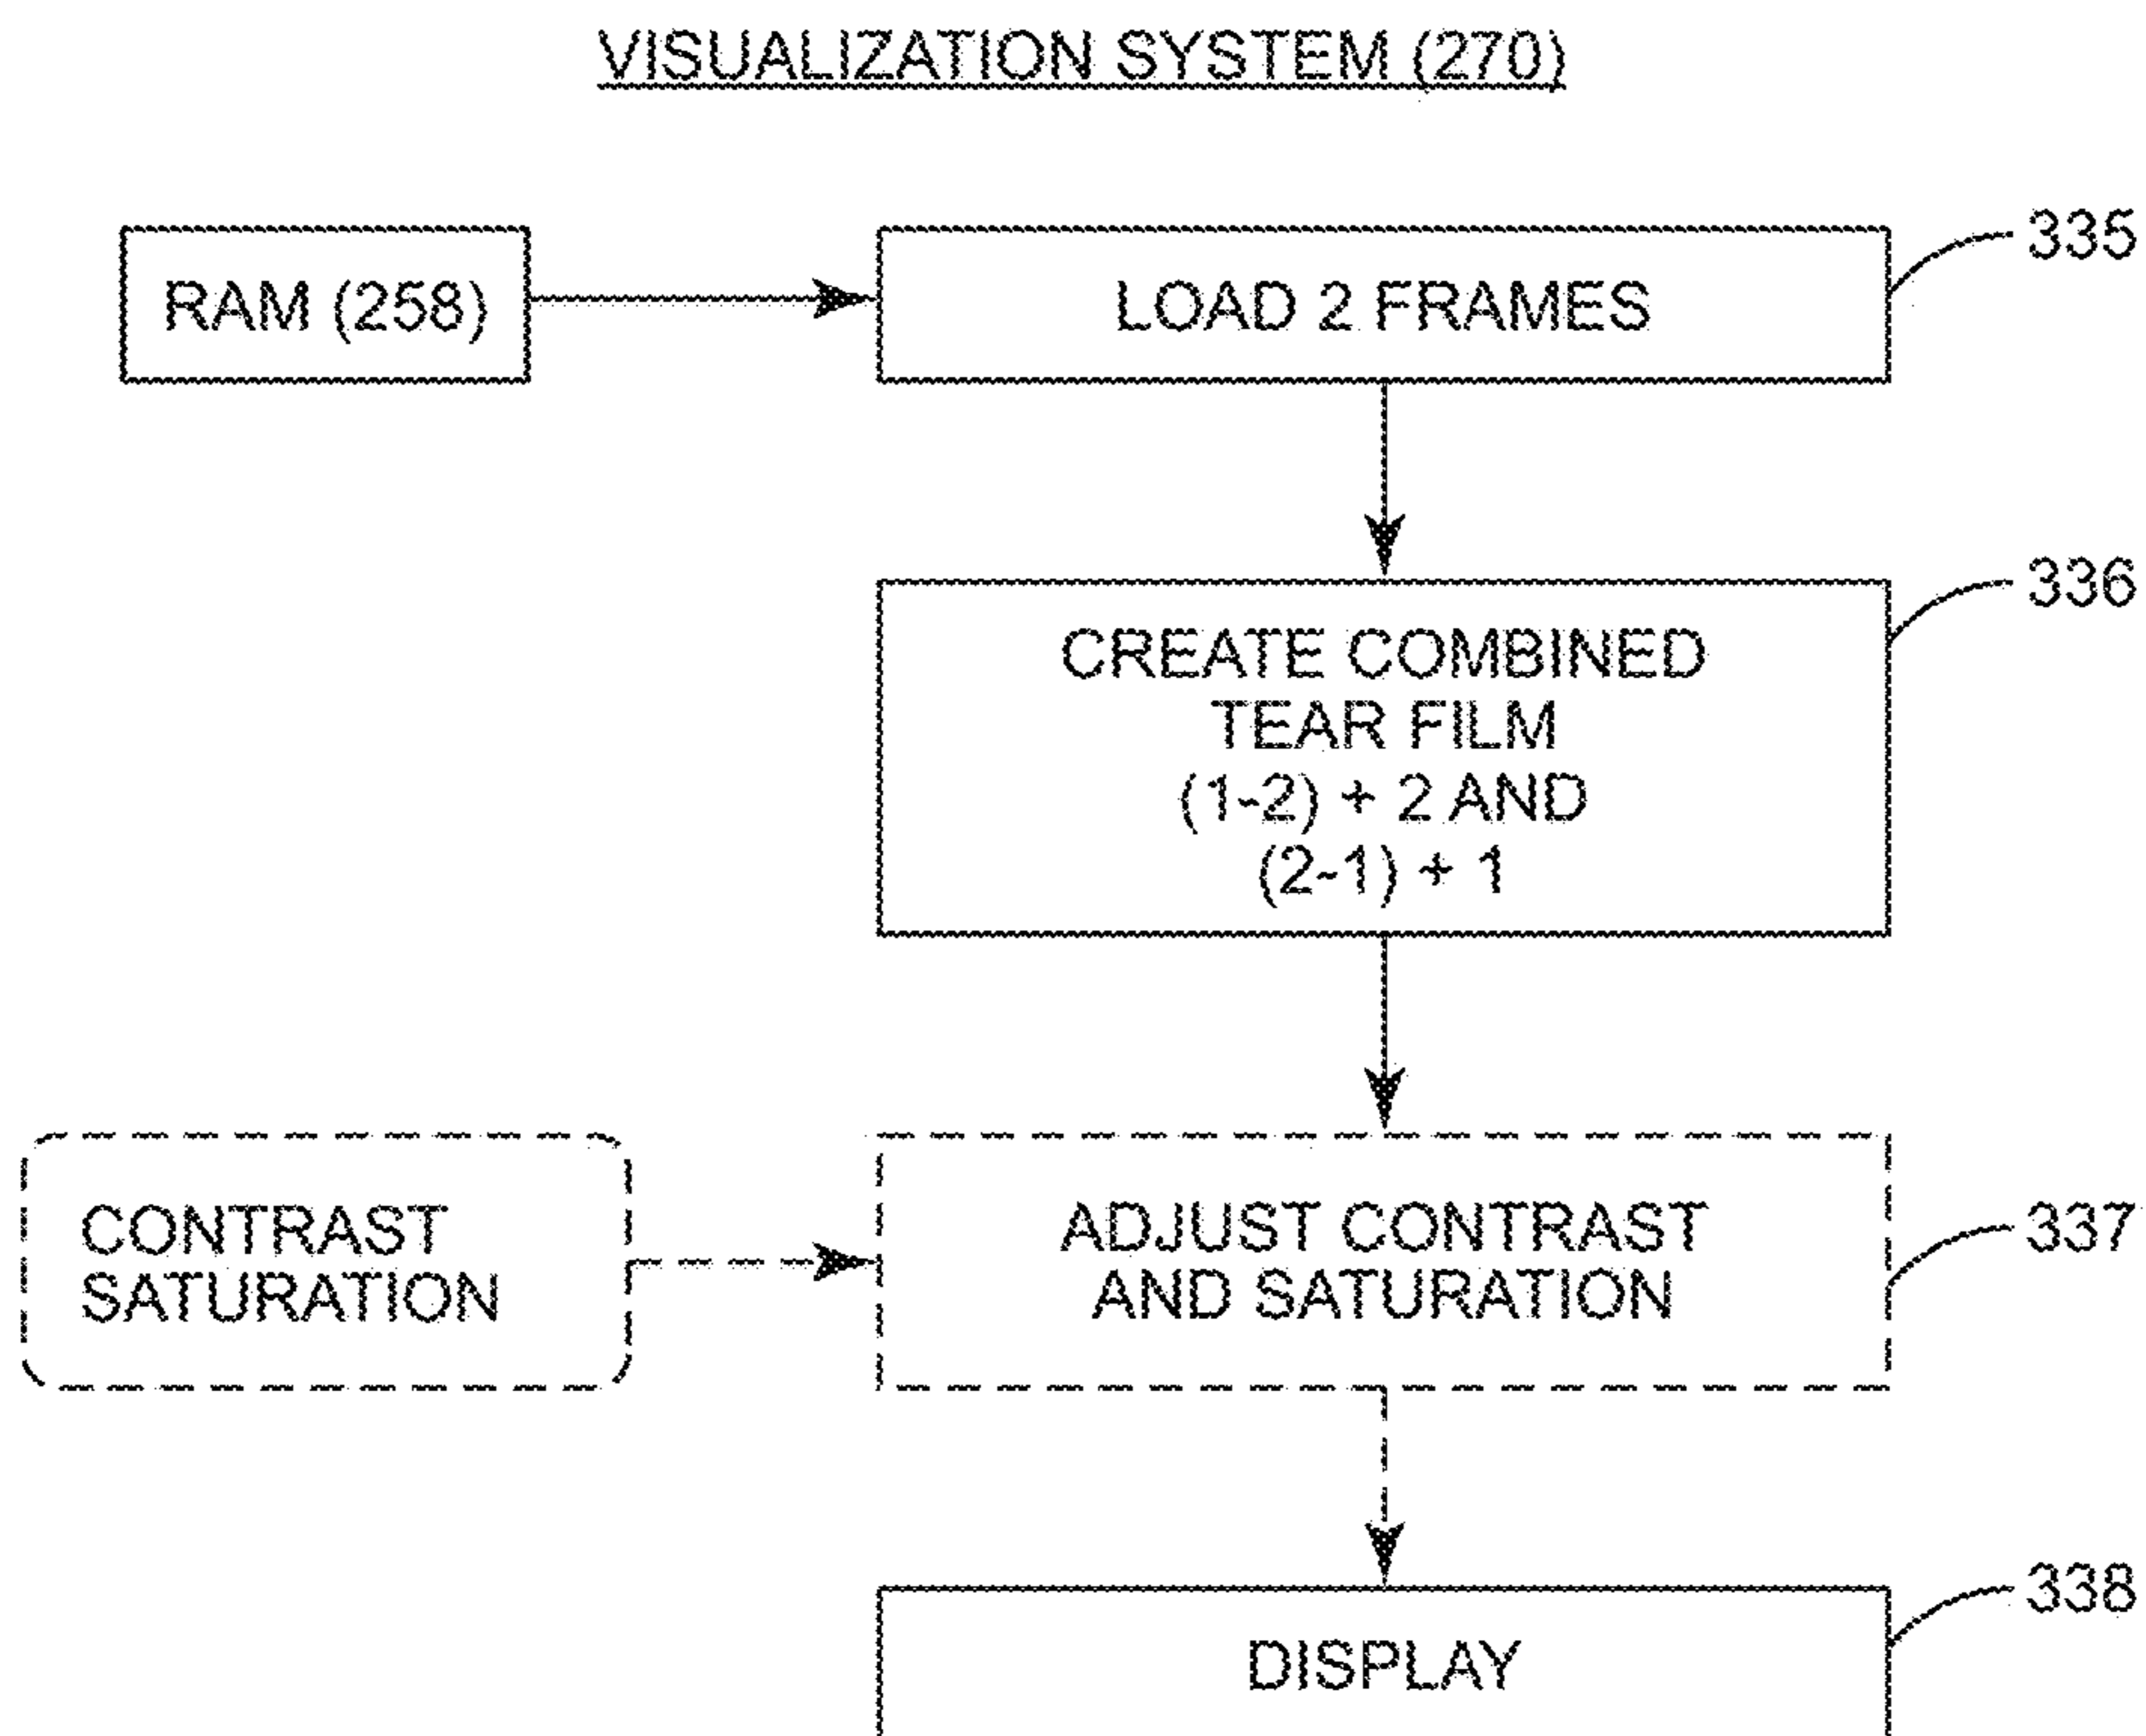 VISUALIZATION SYSTEM (270)
RAM (258)
LOAD 2 FRAMES
335
CREATE COMBINED
TEAR FILM
(1-2) + 2 AND
(2-1) + 1
336
CONTRAST
SATURATION
ADJUST CONTRAST
AND SATURATION
337
DISPLAY
338